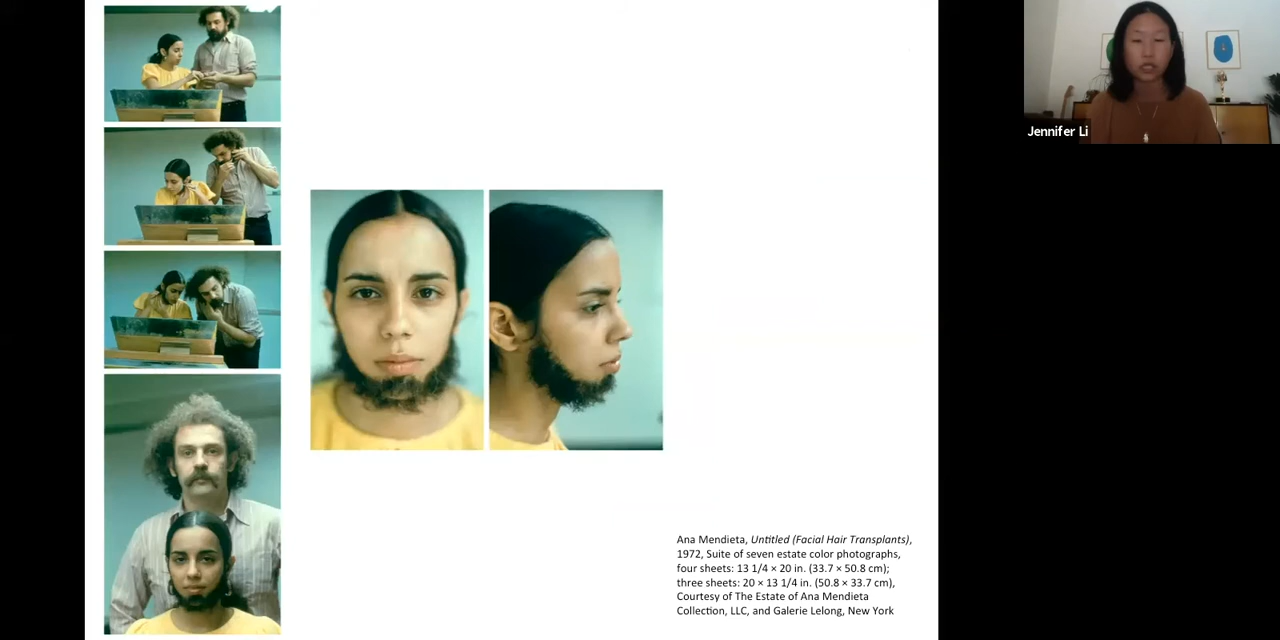 Jennifer Li
Ana Mendieta, Untitled (Facial Hair Transplants),
1972, Suite of seven estate color photographs,
four sheets: 13 1/4 × 20 in. (33.7 × 50.8 cm);
three sheets: 20 × 13 1/4 in. (50.8 × 33.7 cm),
Courtesy of The Estate of Ana Mendieta
Collection, LLC, and Galerie Lelong, New York